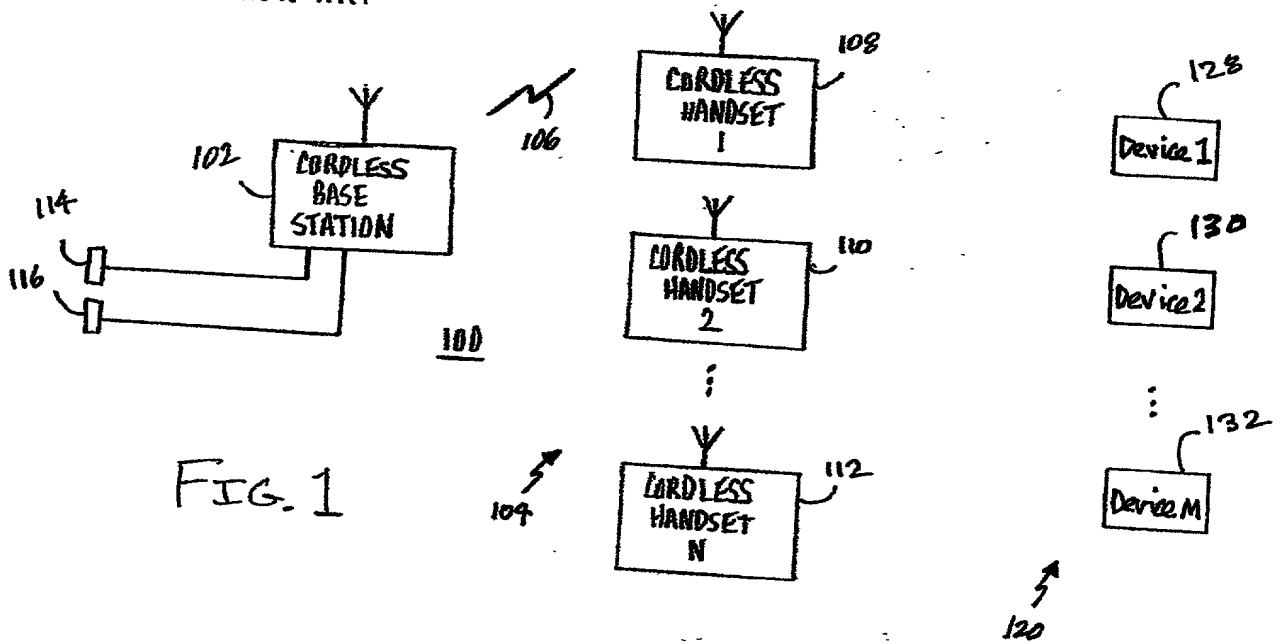 108
CORDLESS
HANDSET
1
106
128
Device 1
102
CORDLESS
BASE
STATION
114
116
110
CORDLESS
HANDSET
2
130
Device 2
100
112
CORDLESS
HANDSET
N
132
Device M
FIG. 1
104
120